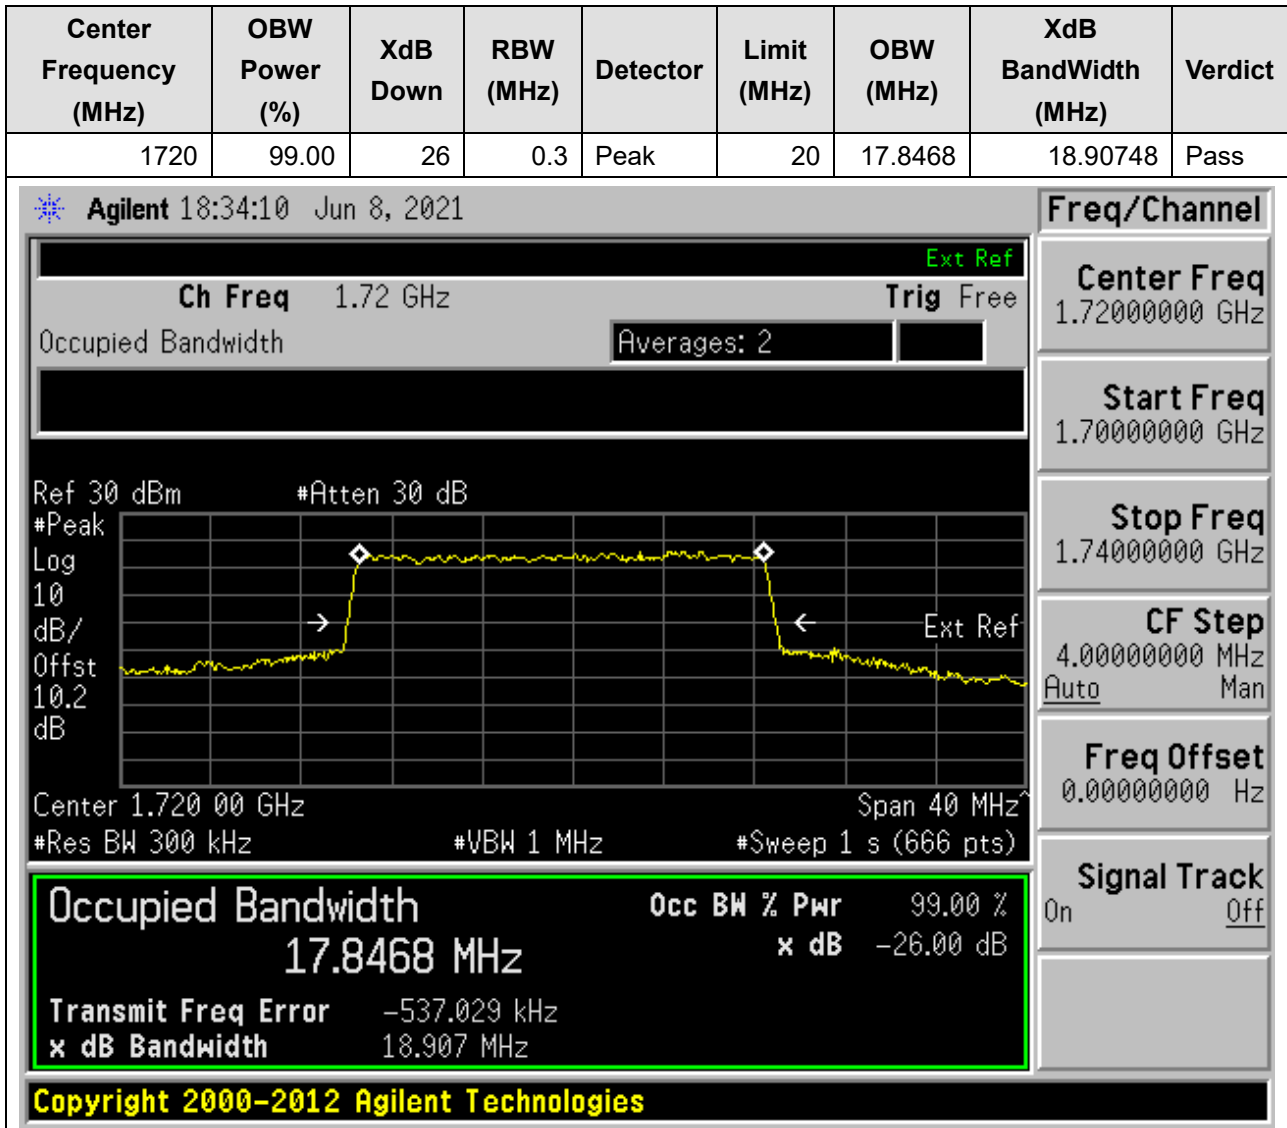 Center Frequency (MHz) OBW Power (%) XdB Down RBW (MHz) Detector Limit (MHz) OBW (MHz) XdB BandWidth (MHz) Verdict
1720 99.00 26 0.3 Peak 20 17.8468 18.90748 Pass
Agilent 18:34:10 Jun 8, 2021
Ext Ref
Ch Freq 1.72 GHz Trig Free
Occupied Bandwidth Averages: 2
Ref 30 dBm #Atten 30 dB
#Peak
Log
10
dB/
Offst
10.2
dB
Ext Ref
Center 1.720 00 GHz Span 40 MHz^
#Res BW 300 kHz #VBW 1 MHz #Sweep 1 s (666 pts)
Occupied Bandwidth Occ BW % Pwr 99.00 %
17.8468 MHz x dB -26.00 dB
Transmit Freq Error -537.029 kHz
x dB Bandwidth 18.907 MHz
Freq/Channel
Center Freq
1.72000000 GHz
Start Freq
1.70000000 GHz
Stop Freq
1.74000000 GHz
CF Step
4.00000000 MHz
Auto Man
Freq Offset
0.00000000 Hz
Signal Track
On Off
Copyright 2000-2012 Agilent Technologies